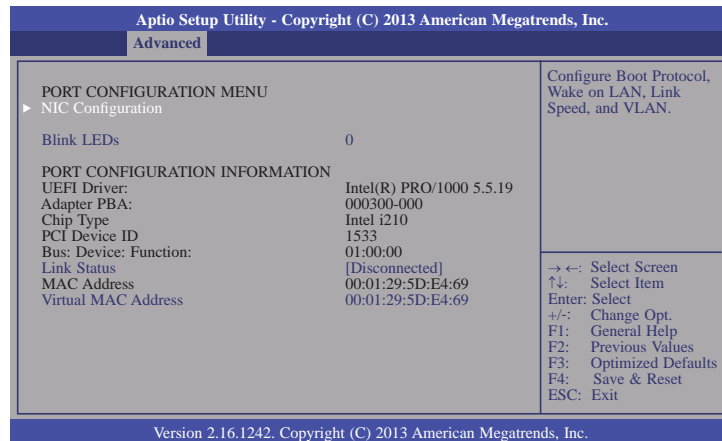 Aptio Setup Utility - Copyright (C) 2013 American Megatrends, Inc.
Advanced
PORT CONFIGURATION MENU
► NIC Configuration
Blink LEDs 0
PORT CONFIGURATION INFORMATION
UEFI Driver: Intel(R) PRO/1000 5.5.19
Adapter PBA: 000300-000
Chip Type Intel i210
PCI Device ID 1533
Bus: Device: Function: 01:00:00
Link Status [Disconnected]
MAC Address 00:01:29:5D:E4:69
Virtual MAC Address 00:01:29:5D:E4:69
Configure Boot Protocol,
Wake on LAN, Link
Speed, and VLAN.
→ ←: Select Screen
↑↓: Select Item
Enter: Select
+/-: Change Opt.
F1: General Help
F2: Previous Values
F3: Optimized Defaults
F4: Save & Reset
ESC: Exit
Version 2.16.1242. Copyright (C) 2013 American Megatrends, Inc.